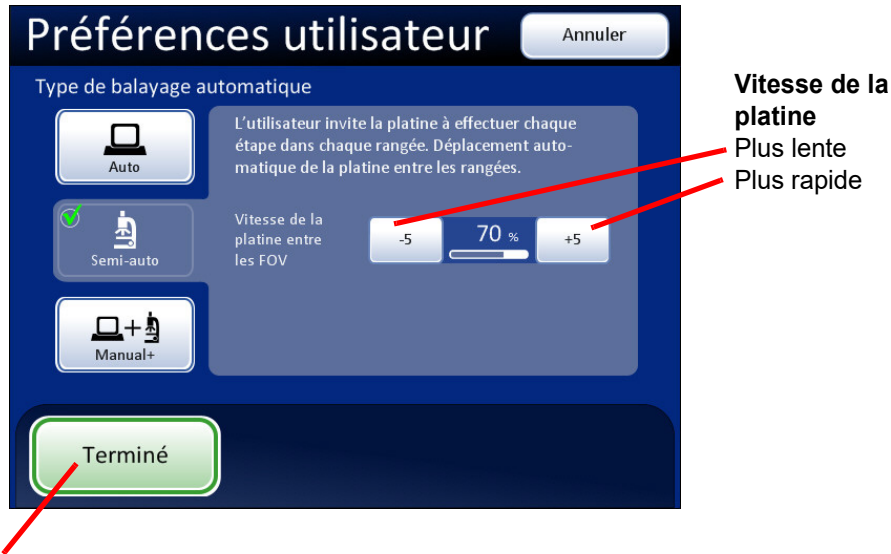 Préférences utilisateur
Annuler
Type de balayage automatique
Auto
L'utilisateur invite la platine à effectuer chaque
étape dans chaque rangée. Déplacement auto-
matique de la platine entre les rangées.
Semi-auto
Vitesse de la
platine entre
les FOV
-5
70 %
+5
Manual+
Terminé
Vitesse de la
platine
Plus lente
Plus rapide